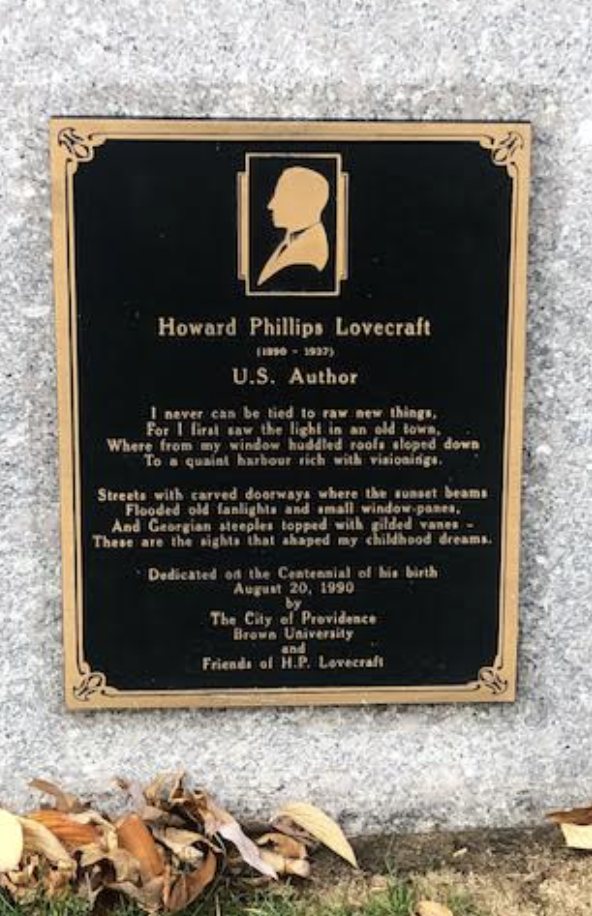 Howard Phillips Lovecraft
(1890 - 1937)
U.S. Author
I never can be tied to raw new things,
For I first saw the light in an old town,
Where from my window huddled roofs sloped down
To a quaint harbour rich with visionings.
Streets with carved doorways where the sunset beams
Flooded old fanlights and small window-panes,
And Georgian steeples topped with gilded vanes -
These are the sights that shaped my childhood dreams.
Dedicated on the Centennial of his birth
August 20, 1990
by
The City of Providence
Brown University
and
Friends of H.P. Lovecraft